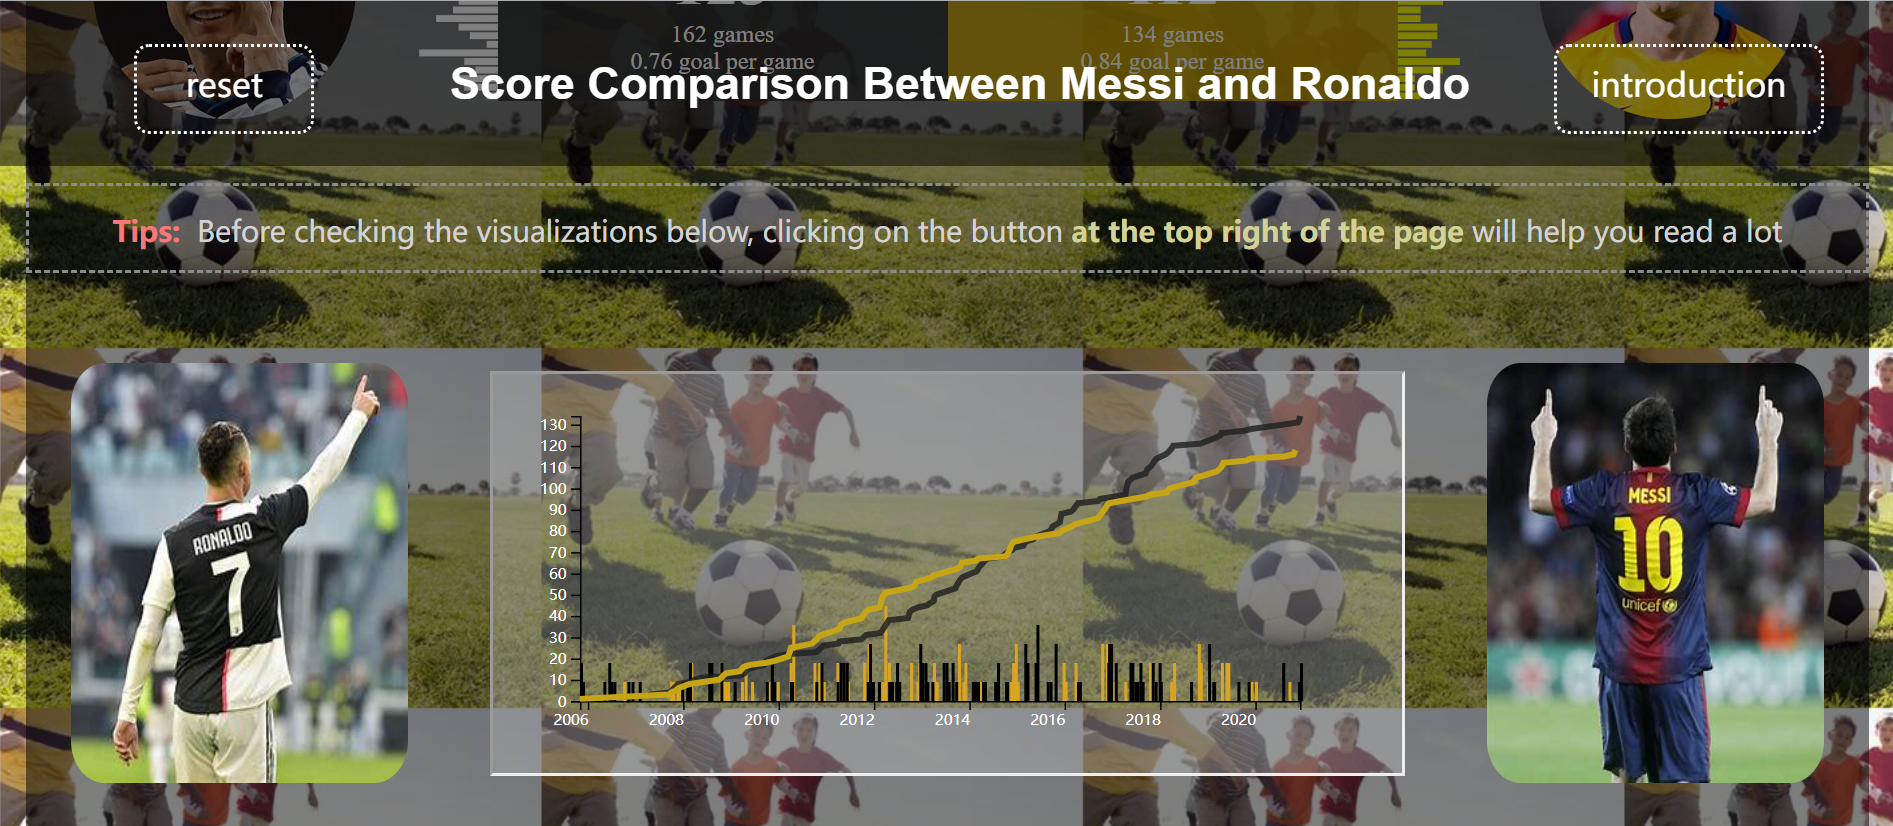 162 games
0.76 goal per game
134 games
0.84 goal per game
reset
Score Comparison Between Messi and Ronaldo
introduction
Tips: Before checking the visualizations below, clicking on the button at the top right of the page will help you read a lot
RONALDO
7
130
120
110
100
90
80
70
60
50
40
30
20
10
0
2006 2008 2010 2012 2014 2016 2018 2020
MESSI
10
unicef